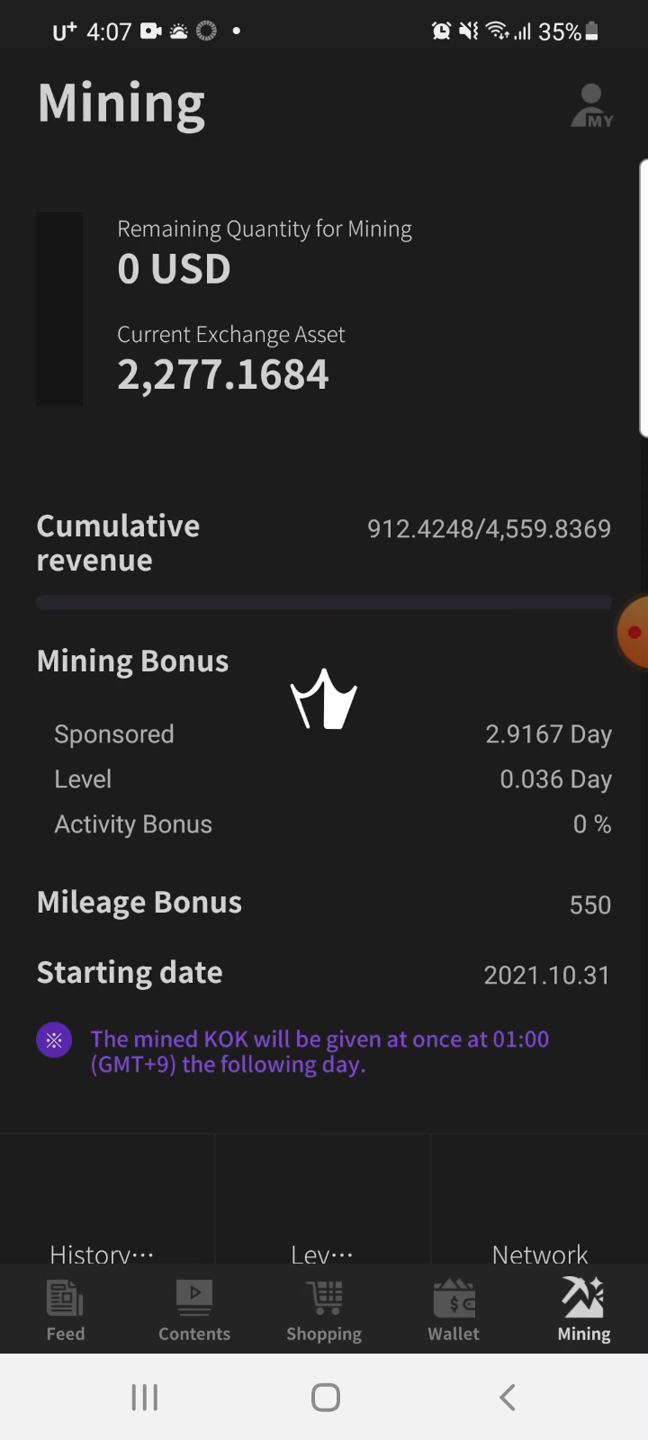 U+ 4:07 35%
Mining
MY
Remaining Quantity for Mining
0 USD
Current Exchange Asset
2,277.1684
Cumulative
revenue
912.4248/4,559.8369
Mining Bonus
Sponsored 2.9167 Day
Level 0.036 Day
Activity Bonus 0 %
Mileage Bonus 550
Starting date 2021.10.31
※ The mined KOK will be given at once at 01:00
(GMT+9) the following day.
History… Lev… Network
Feed Contents Shopping Wallet Mining